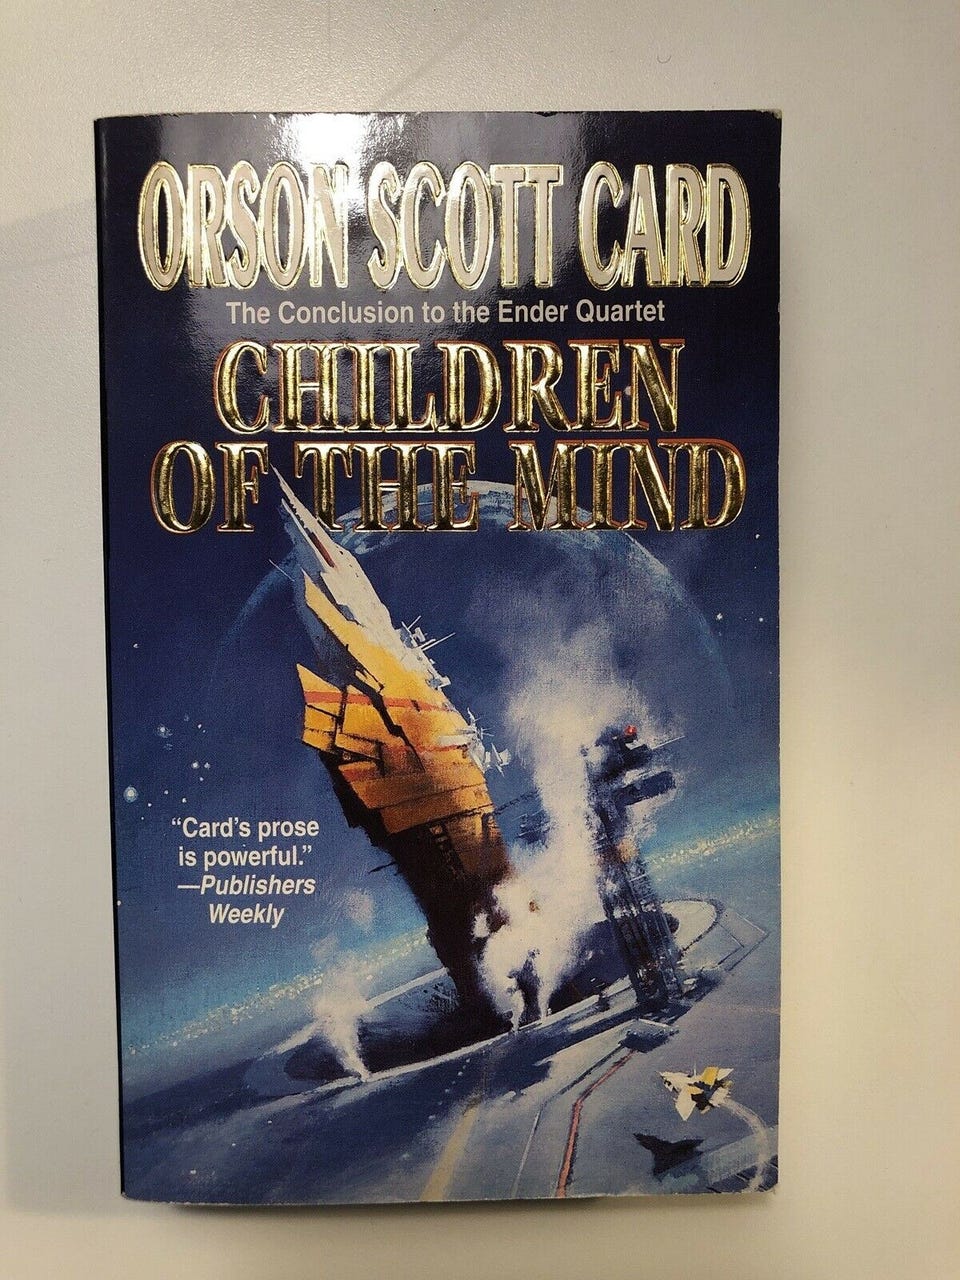 ORSON SCOTT CARD
The Conclusion to the Ender Quartet
CHILDREN
OF THE MIND
“Card’s prose
is powerful.”
—Publishers
Weekly